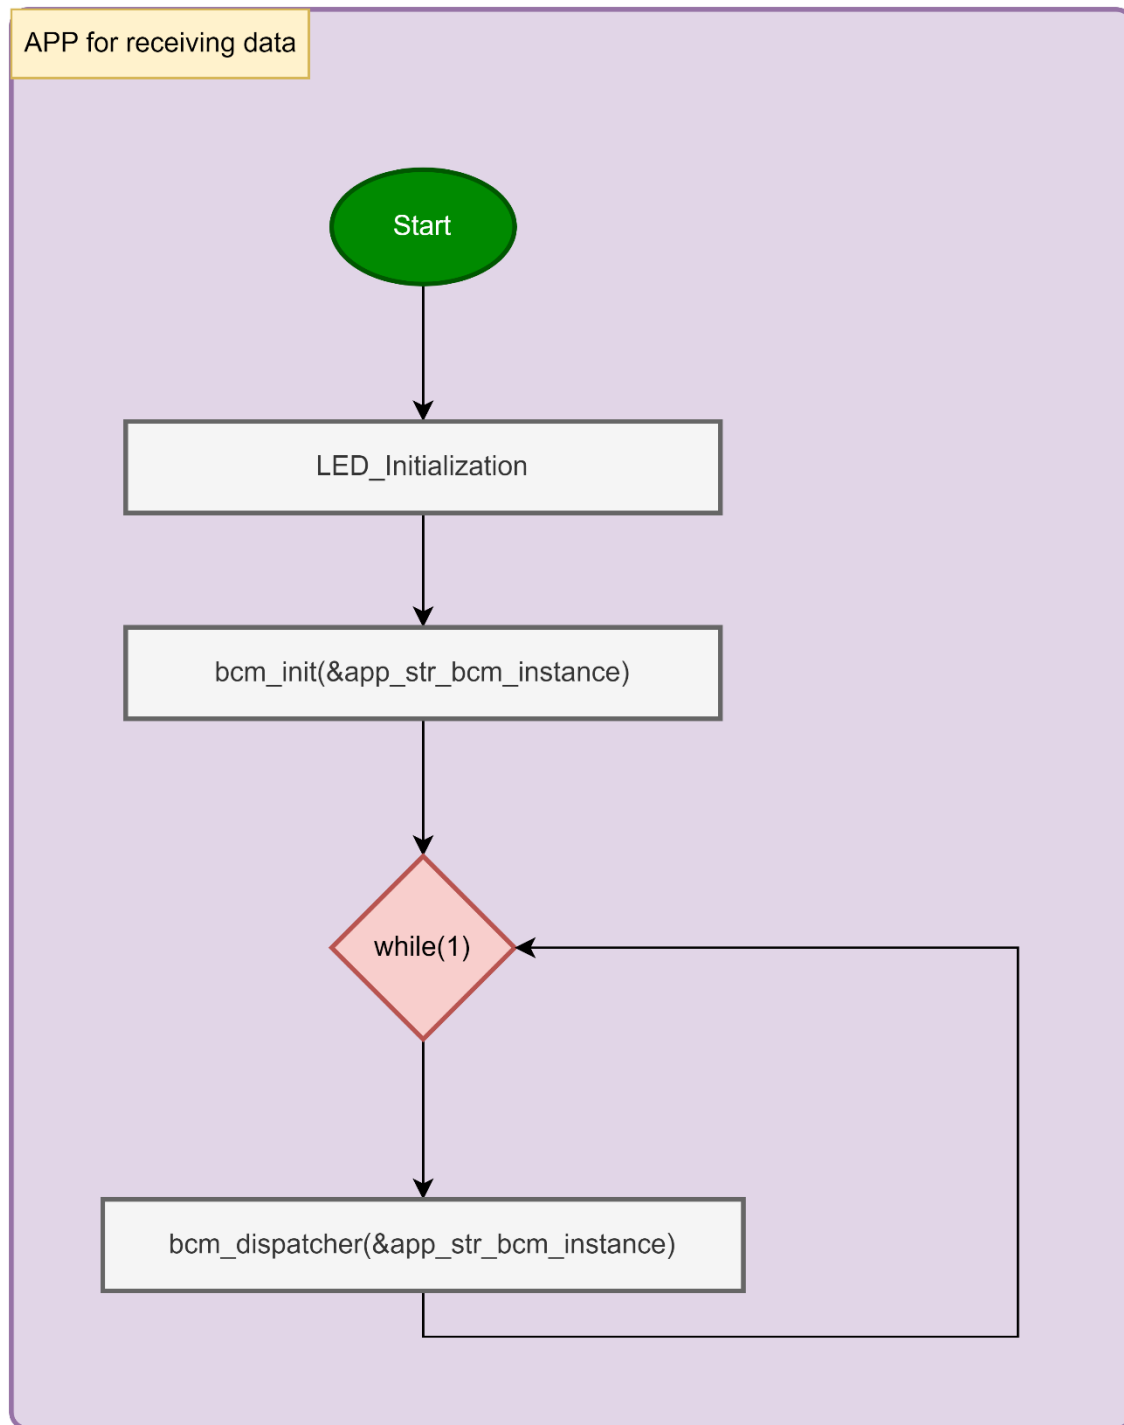 APP for receiving data
Start
LED_Initialization
bcm_init(&app_str_bcm_instance)
while(1)
bcm_dispatcher(&app_str_bcm_instance)